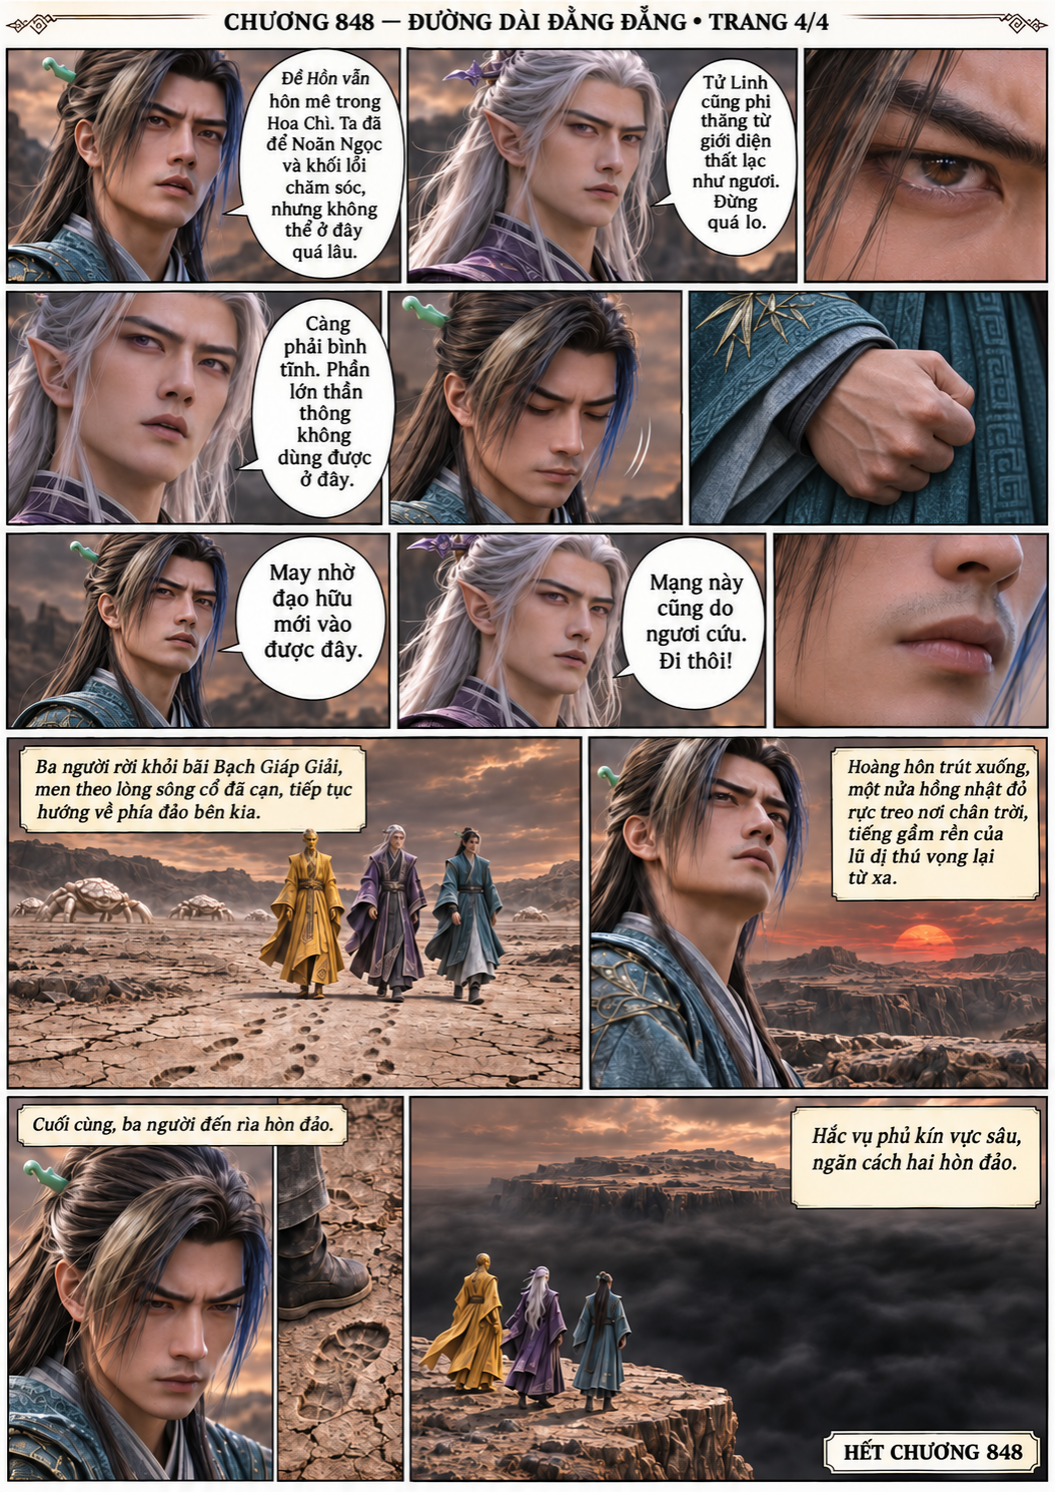 CHƯƠNG 848 — ĐƯỜNG DÀI ĐẰNG ĐẴNG • TRANG 4/4
Đề Hồn vẫn
hôn mê trong
Hoa Chì. Ta đã
để Noãn Ngọc
và khối lỗi
chăm sóc,
nhưng không
thể ở đây
quá lâu.
Tử Linh
cũng phi
thăng từ
giới diện
thất lạc
như ngươi.
Đừng
quá lo.
Càng
phải bình
tĩnh. Phần
lớn thần
thông
không
dùng được
ở đây.
May nhờ
đạo hữu
mới vào
được đây.
Mạng này
cũng do
ngươi cứu.
Đi thôi!
Ba người rời khỏi bãi Bạch Giáp Giải,
men theo lòng sông cổ đã cạn, tiếp tục
hướng về phía đảo bên kia.
Hoàng hôn trút xuống,
một nửa hồng nhật đỏ
rực treo nơi chân trời,
tiếng gầm rền của
lũ dị thú vọng lại
từ xa.
Cuối cùng, ba người đến rìa hòn đảo.
Hắc vụ phủ kín vực sâu,
ngăn cách hai hòn đảo.
HẾT CHƯƠNG 848